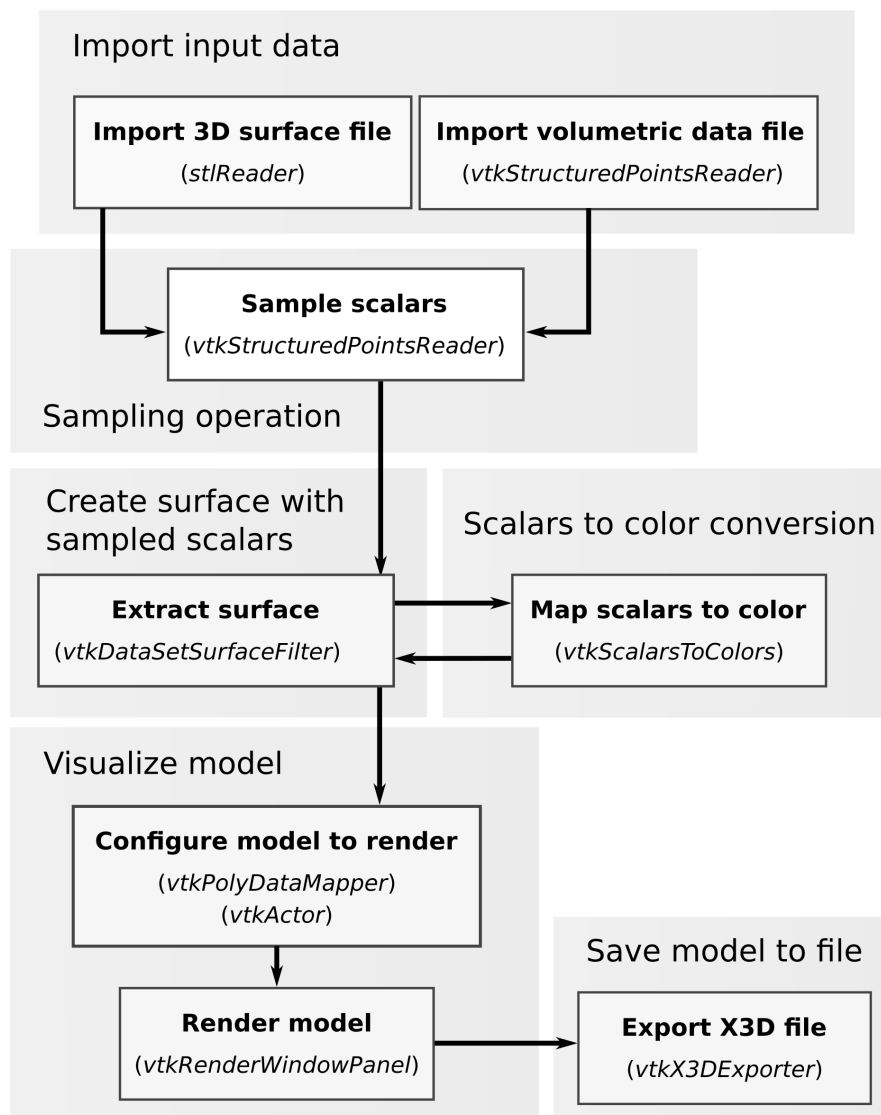 Import input data
Import 3D surface file
(stlReader)
Import volumetric data file
(vtkStructuredPointsReader)
Sample scalars
(vtkStructuredPointsReader)
Sampling operation
Create surface with
sampled scalars
Scalars to color conversion
Extract surface
(vtkDataSetSurfaceFilter)
Map scalars to color
(vtkScalarsToColors)
Visualize model
Configure model to render
(vtkPolyDataMapper)
(vtkActor)
Render model
(vtkRenderWindowPanel)
Save model to file
Export X3D file
(vtkX3DExporter)